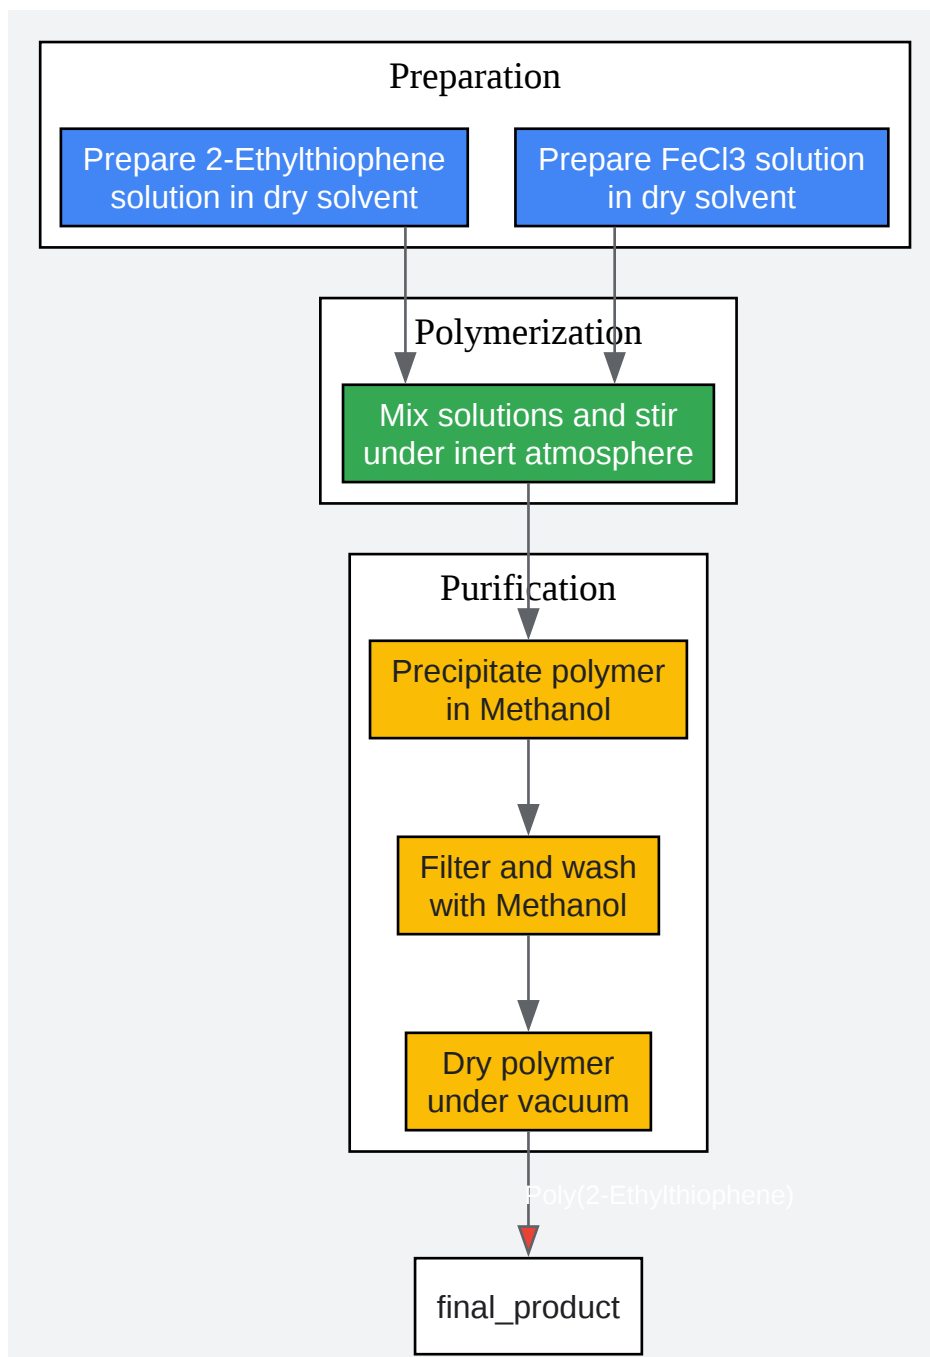 Preparation
Prepare 2-Ethylthiophene
solution in dry solvent
Prepare FeCl3 solution
in dry solvent
Polymerization
Mix solutions and stir
under inert atmosphere
Purification
Precipitate polymer
in Methanol
Filter and wash
with Methanol
Dry polymer
under vacuum
Poly(2-Ethylthiophene)
final_product